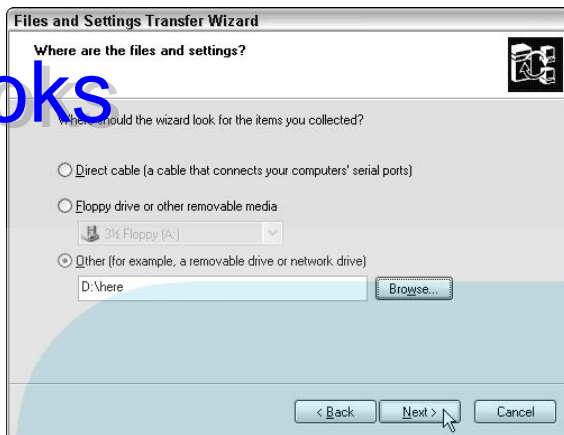 Files and Settings Transfer Wizard
Where are the files and settings?
oks
Where should the wizard look for the items you collected?
Direct cable (a cable that connects your computers' serial ports)
Floppy drive or other removable media
3½ Floppy (A:)
Other (for example, a removable drive or network drive)
D:\here
Browse...
< Back
Next >
Cancel